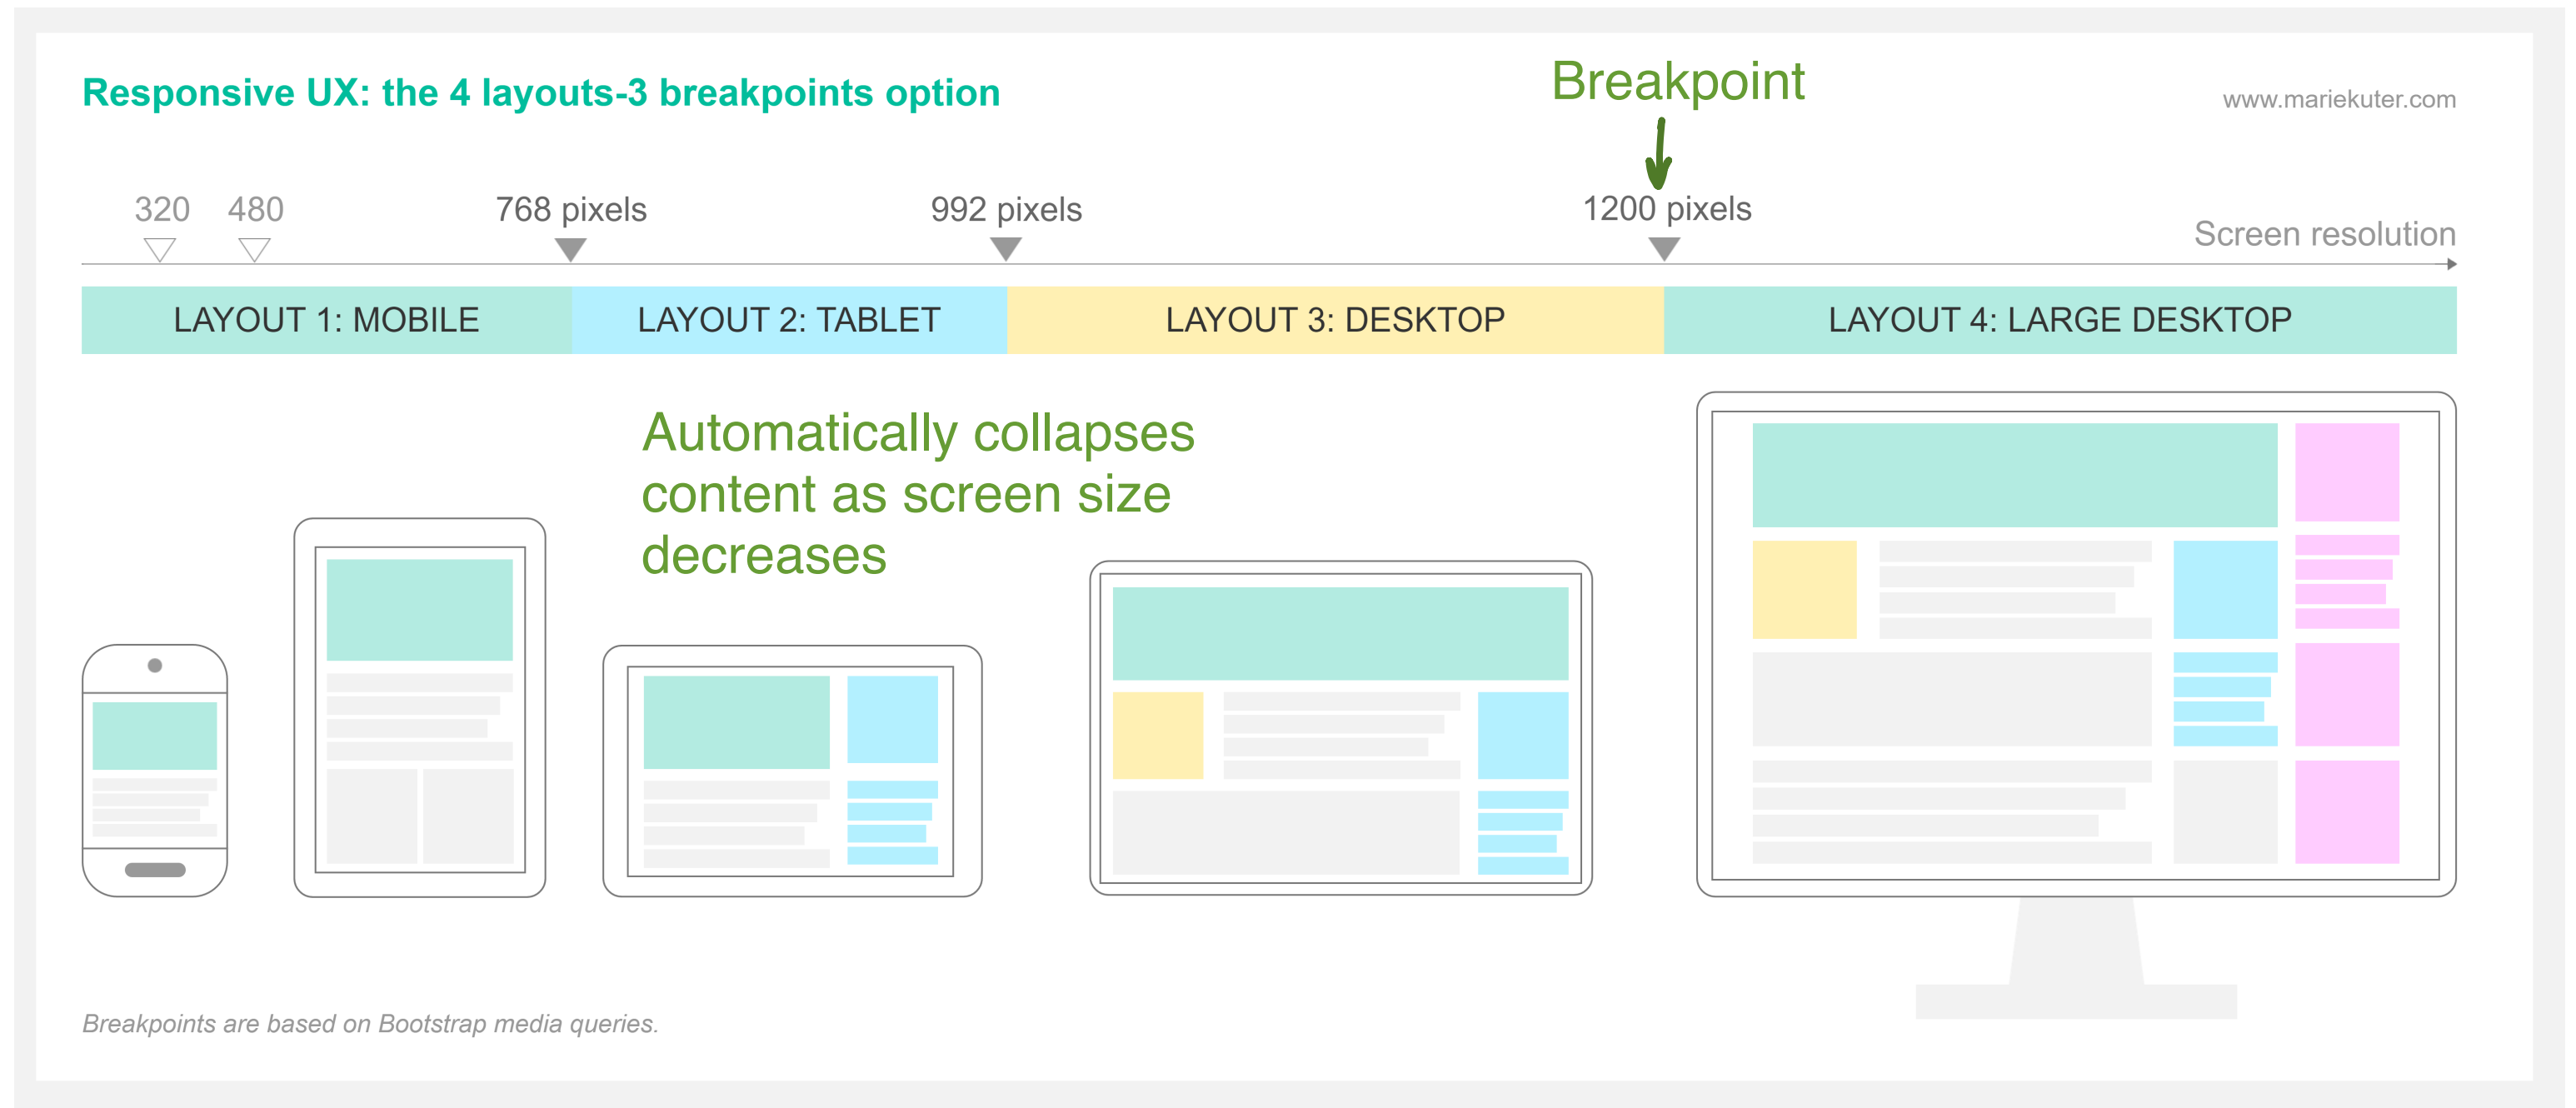 Responsive UX: the 4 layouts-3 breakpoints option
Breakpoint
www.mariekuter.com
320
480
768 pixels
992 pixels
1200 pixels
Screen resolution
LAYOUT 1: MOBILE
LAYOUT 2: TABLET
LAYOUT 3: DESKTOP
LAYOUT 4: LARGE DESKTOP
Automatically collapses
content as screen size
decreases
Breakpoints are based on Bootstrap media queries.